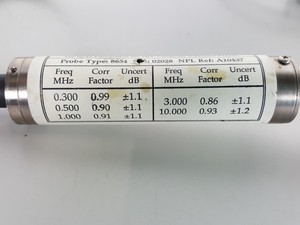 Probe Type: 8654 02028 NPL Ref: A10437
Freq MHz Corr Factor Uncert dB Freq MHz Corr Factor Uncert dB
0.300 0.99 ±1.1 3.000 0.86 ±1.1
0.500 0.90 ±1.1 10.000 0.93 ±1.2
1.000 0.91 ±1.1